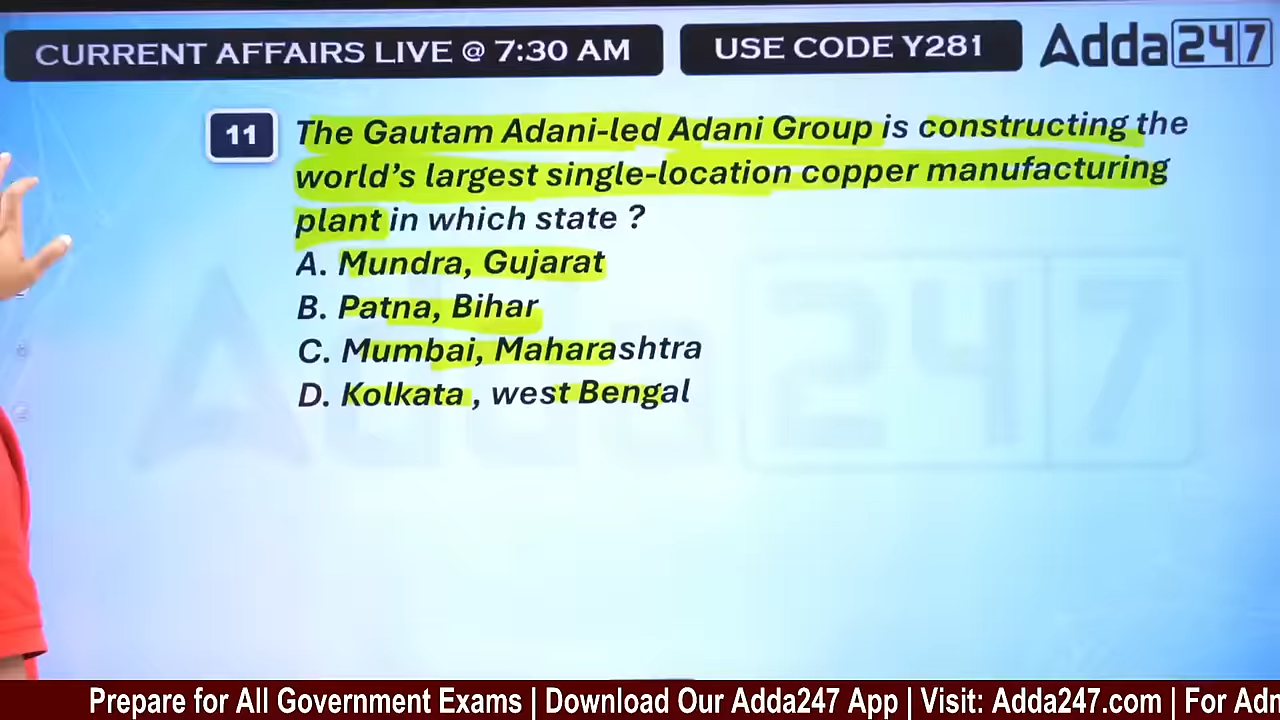 CURRENT AFFAIRS LIVE @ 7:30 AM
USE CODE Y281
Adda247
11
The Gautam Adani-led Adani Group is constructing the
world's largest single-location copper manufacturing
plant in which state ?
A. Mundra, Gujarat
B. Patna, Bihar
C. Mumbai, Maharashtra
D. Kolkata , west Bengal
Adda247
Prepare for All Government Exams | Download Our Adda247 App | Visit: Adda247.com | For Adm